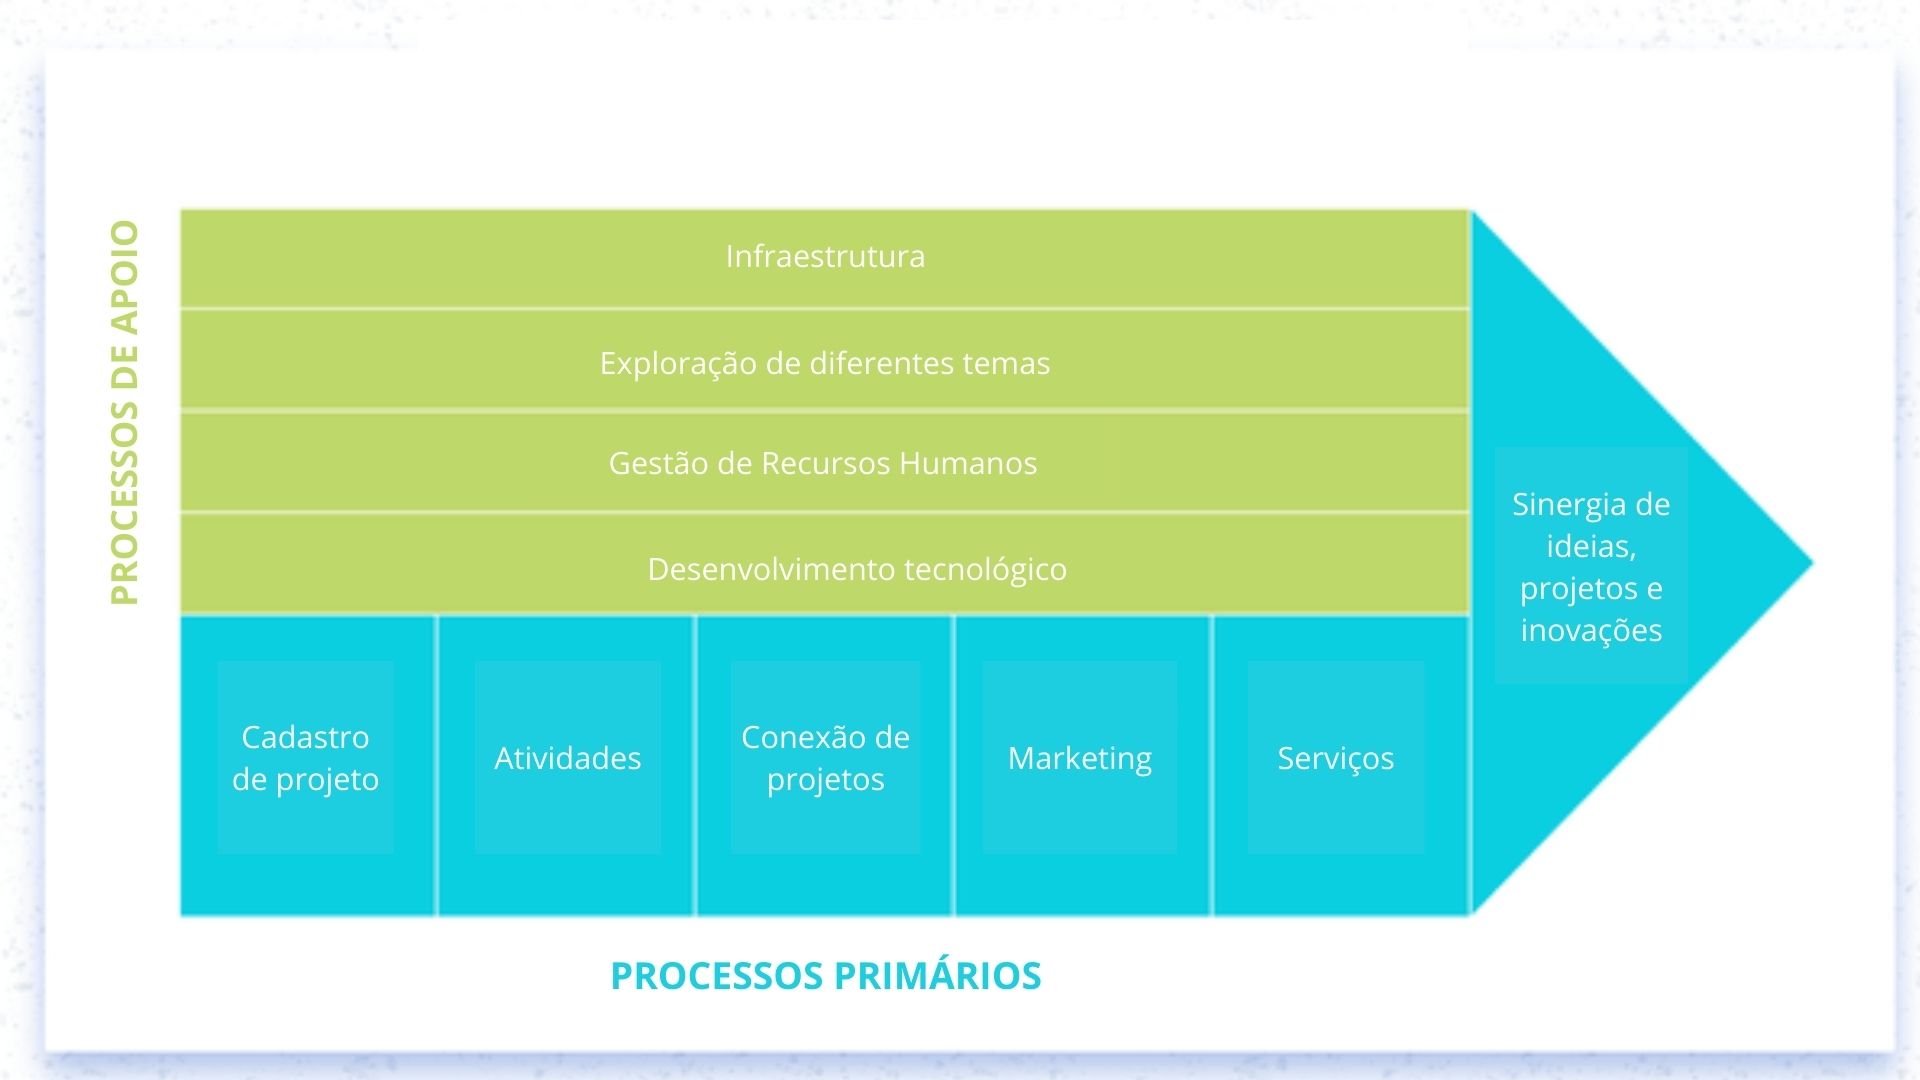 PROCESSOS DE APOIO
Infraestrutura
Exploração de diferentes temas
Gestão de Recursos Humanos
Desenvolvimento tecnológico
Sinergia de
ideias,
projetos e
inovações
Cadastro
de projeto
Atividades
Conexão de
projetos
Marketing
Serviços
PROCESSOS PRIMÁRIOS